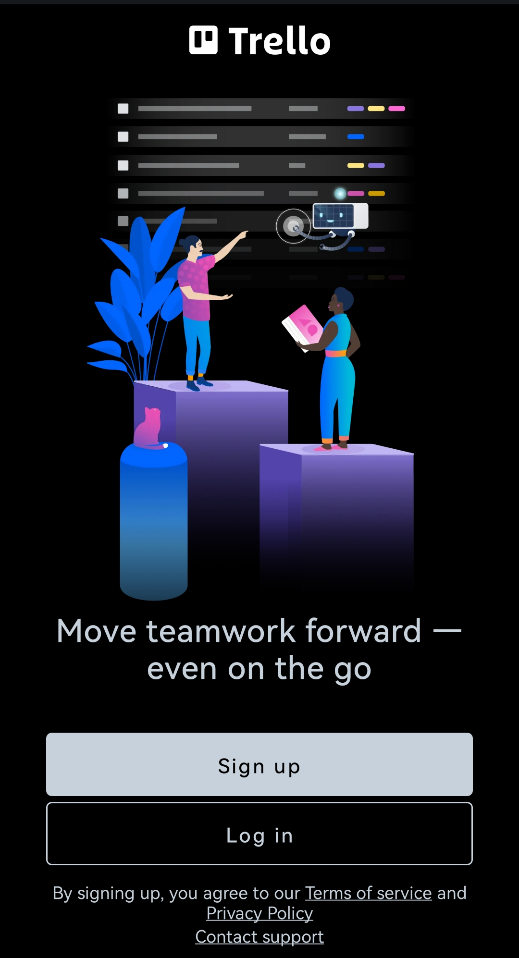 Trello
Move teamwork forward —
even on the go
Sign up
Log in
By signing up, you agree to our Terms of service and
Privacy Policy
Contact support